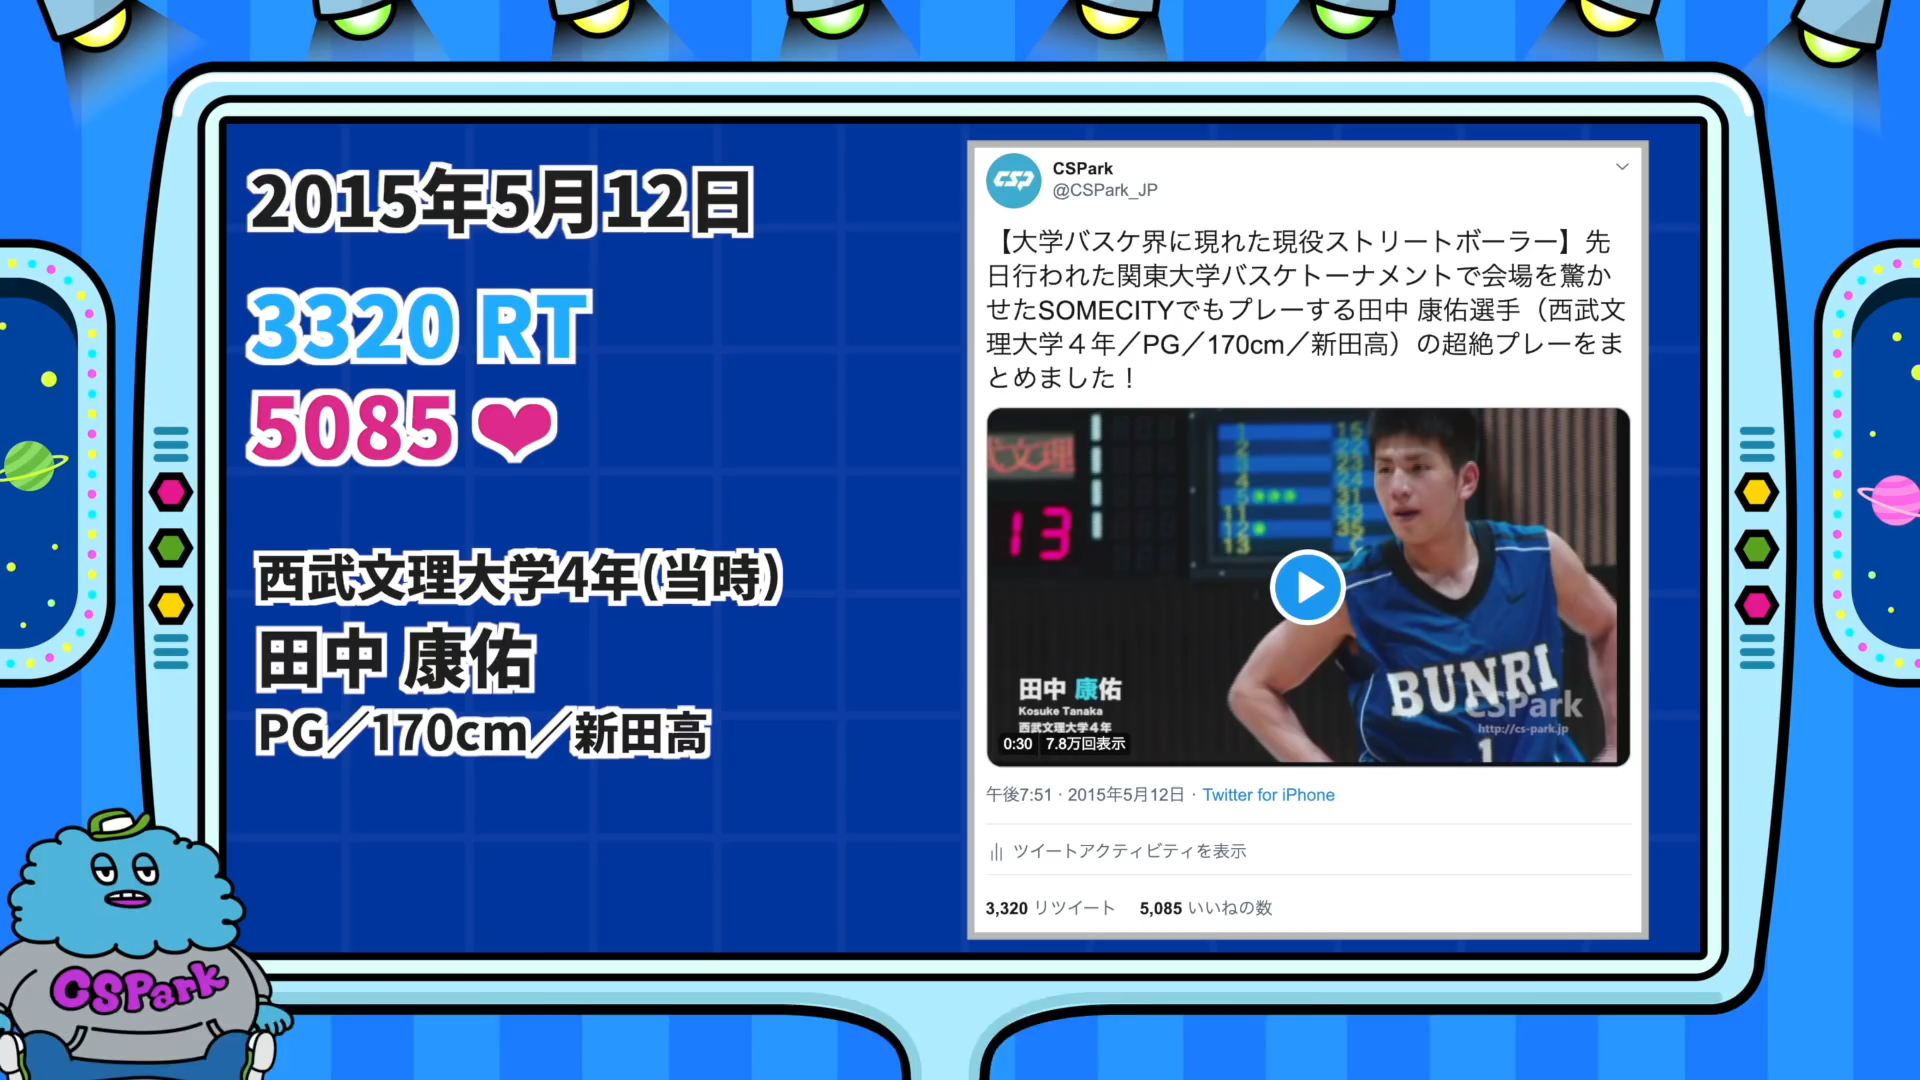 2015年5月12日
3320 RT
5085
西武文理大学4年(当時)
田中 康佑
PG／170cm／新田高
CSPark
CSP
CSPark
@CSPark_JP
【大学バスケ界に現れた現役ストリートボーラー】先
日行われた関東大学バスケトーナメントで会場を驚か
せたSOMECITYでもプレーする田中 康佑選手（西武文
理大学４年／PG／170cm／新田高）の超絶プレーをま
とめました！
文理
13
BUNRI
1
CSPark
http://cs-park.jp
田中 康佑
Kosuke Tanaka
西武文理大学4年
0:30 7.8万回表示
午後7:51 · 2015年5月12日 · Twitter for iPhone
ツイートアクティビティを表示
3,320 リツイート 5,085 いいねの数